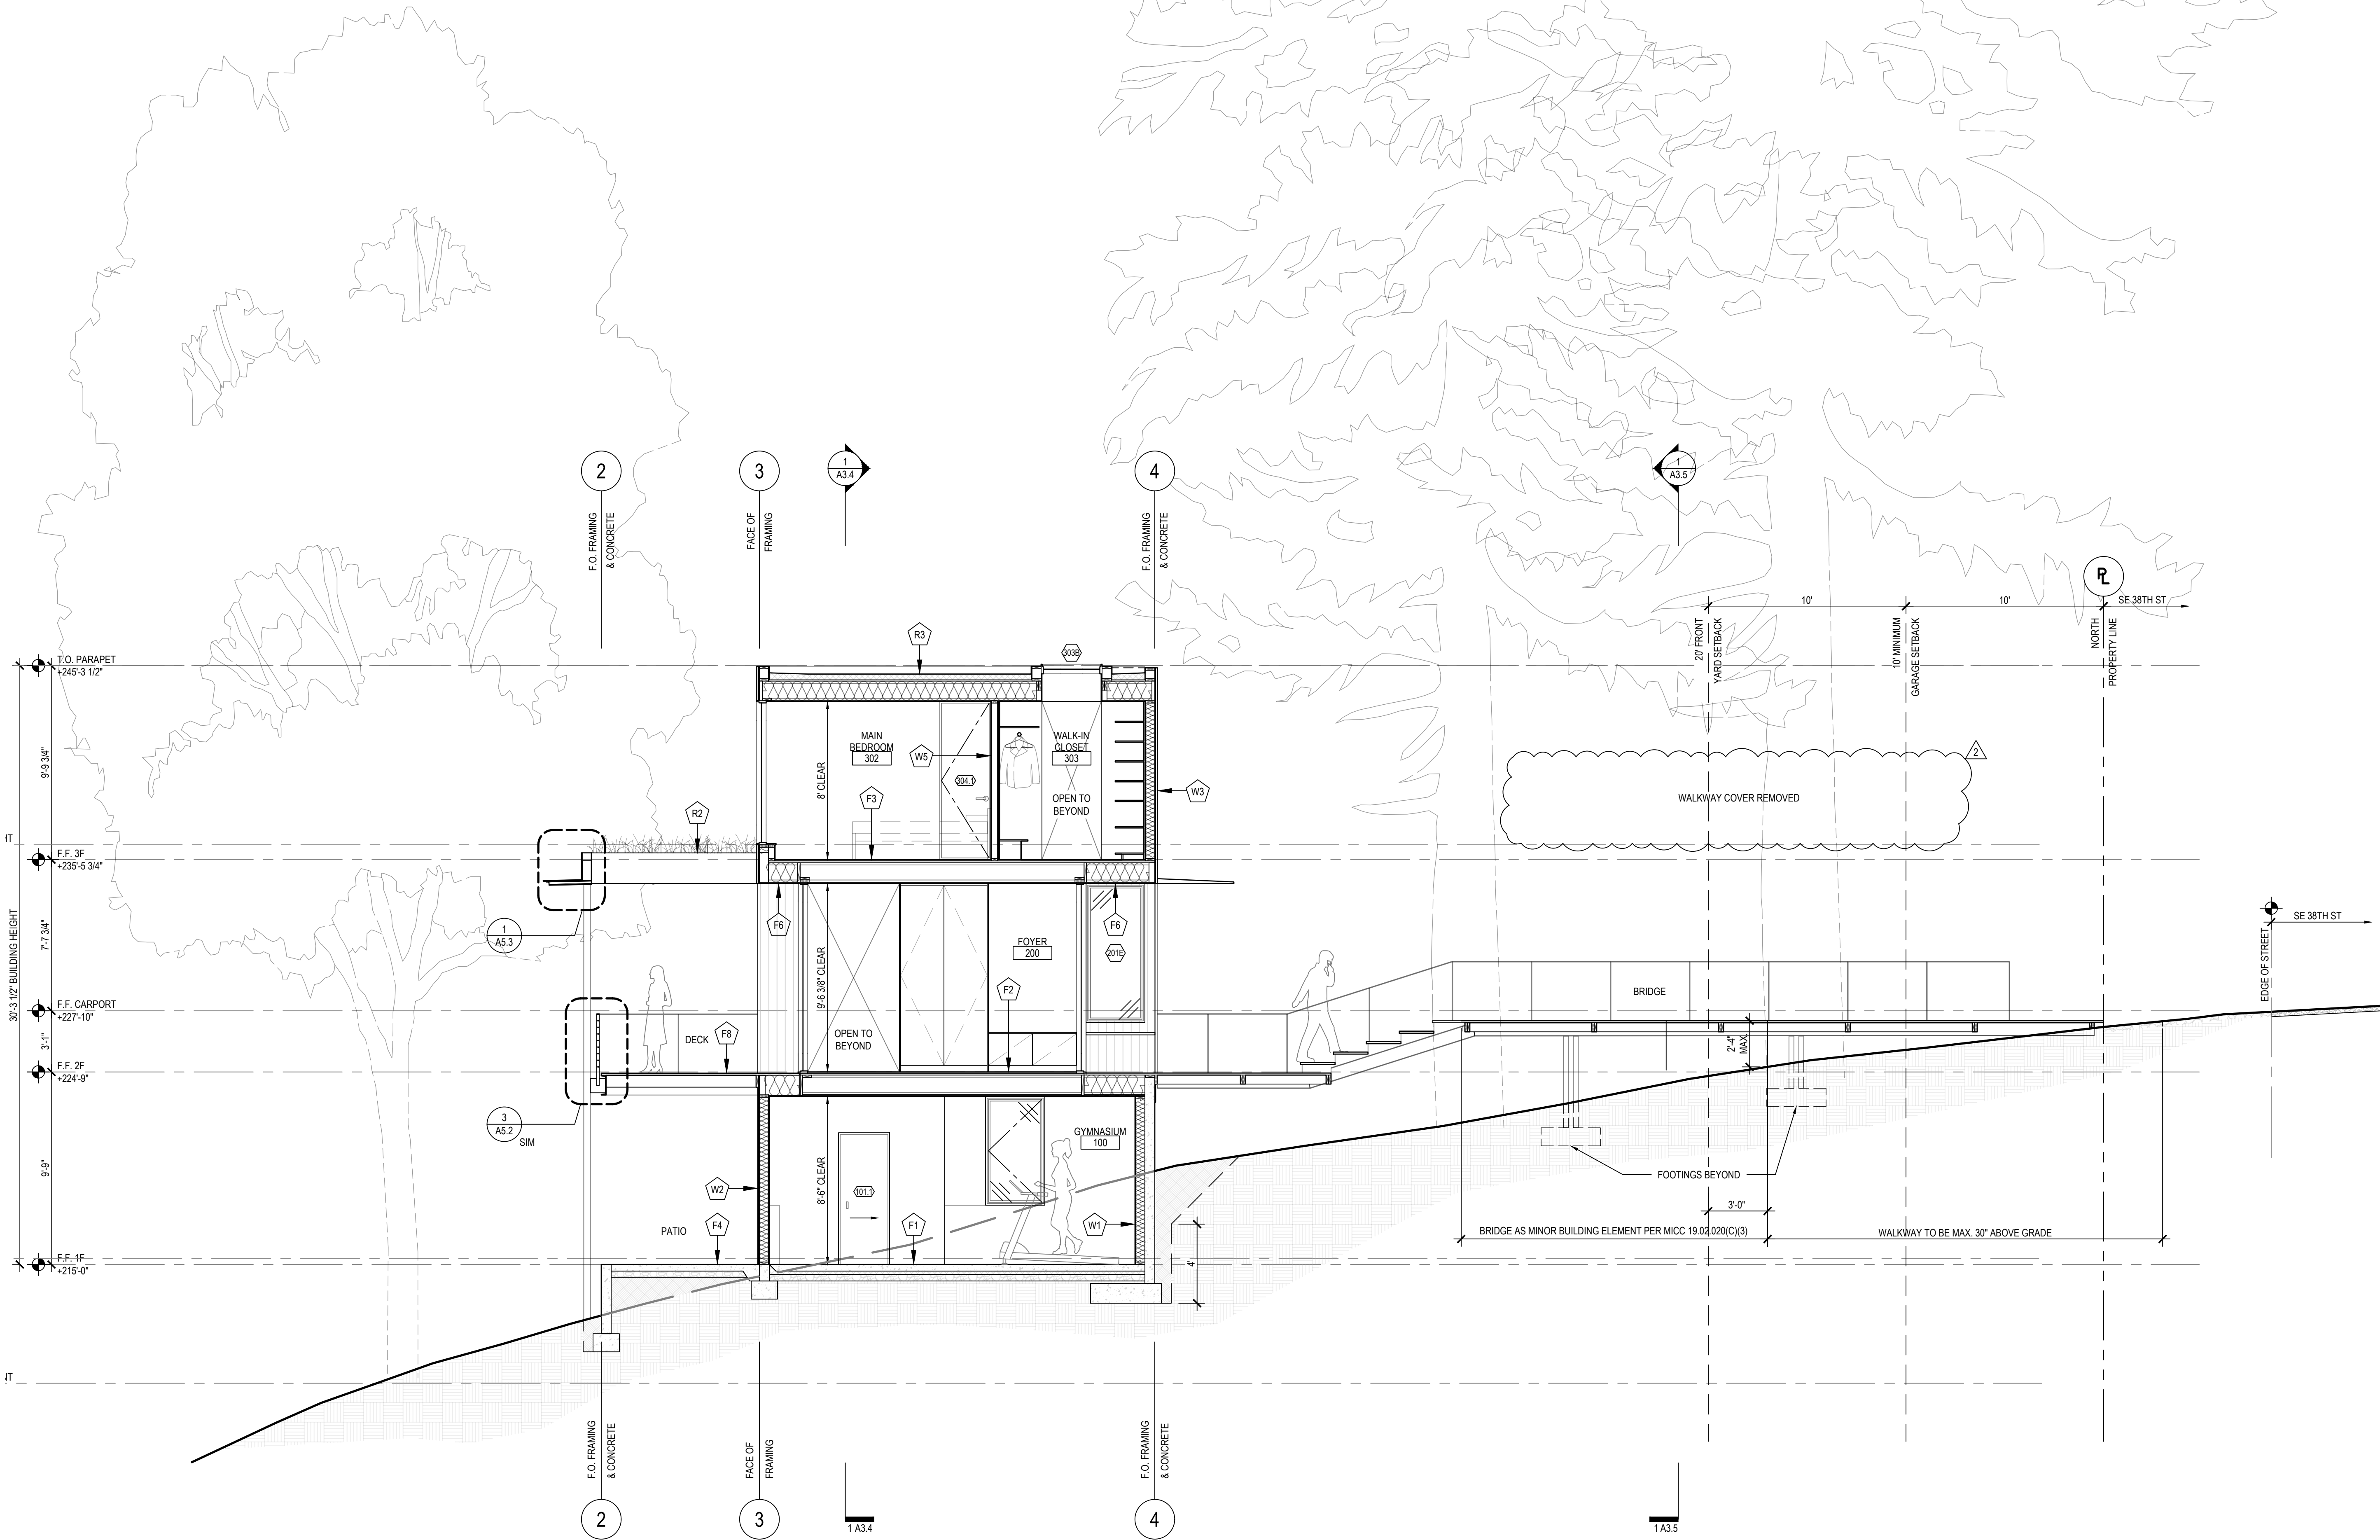 2
3
1
A3.4
4
1
A3.5
F.O. FRAMING
& CONCRETE
FACE OF
FRAMING
F.O. FRAMING
& CONCRETE
PL
10'
10'
SE 38TH ST
20' FRONT
YARD SETBACK
10' MINIMUM
GARAGE SETBACK
NORTH
PROPERTY LINE
R3
303B
T.O. PARAPET
+245'-3 1/2"
9'-9 3/4"
MAIN
BEDROOM
302
W5
304.1
8' CLEAR
F3
WALK-IN
CLOSET
303
OPEN TO
BEYOND
W3
2
WALKWAY COVER REMOVED
R2
F.F. 3F
+235'-5 3/4"
30'-3 1/2" BUILDING HEIGHT
7'-7 3/4"
1
A5.3
F6
9'-6 3/8" CLEAR
FOYER
200
F6
201E
F2
SE 38TH ST
EDGE OF STREET
BRIDGE
F.F. CARPORT
+227'-10"
3'-1"
DECK
F8
OPEN TO
BEYOND
2'-4"
MAX.
F.F. 2F
+224'-9"
3
A5.2
SIM
GYMNASIUM
100
9'-9"
8'-6" CLEAR
W2
101.1
FOOTINGS BEYOND
3'-0"
PATIO
F4
F1
W1
BRIDGE AS MINOR BUILDING ELEMENT PER MICC 19.02.020(C)(3)
WALKWAY TO BE MAX. 30" ABOVE GRADE
4'
F.F. 1F
+215'-0"
F.O. FRAMING
& CONCRETE
FACE OF
FRAMING
F.O. FRAMING
& CONCRETE
2
3
1 A3.4
4
1 A3.5